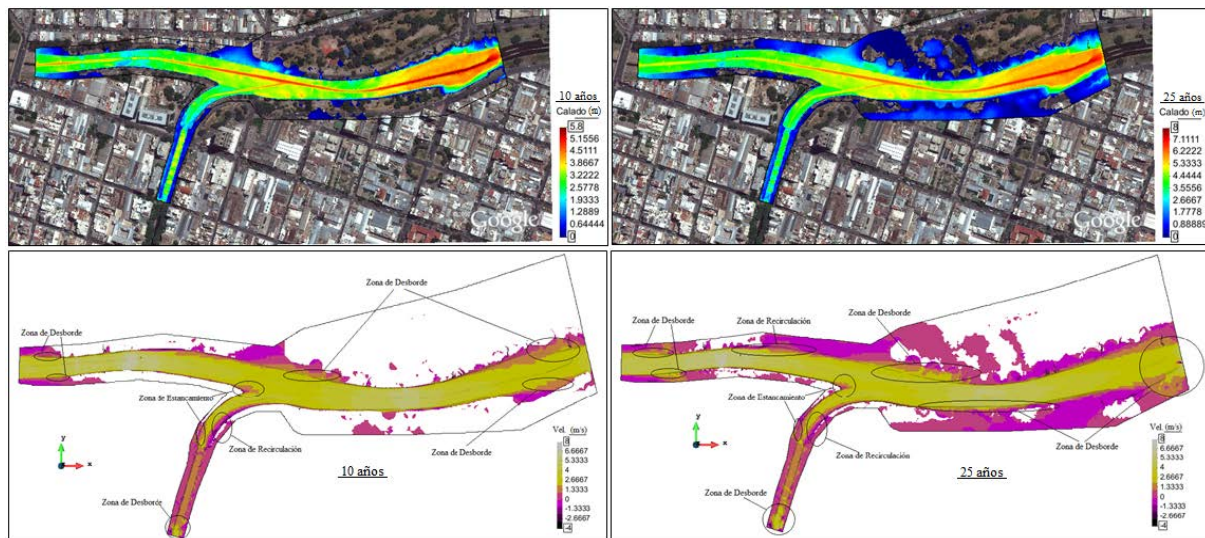 10 años
Calado (m)
5.8
5.1556
4.5111
3.8667
3.2222
2.5778
1.9333
1.2889
0.64444
0
Google
25 años
Calado (m)
8
7.1111
6.2222
5.3333
4.4444
3.5556
2.6667
1.7778
0.88889
0
Google
Zona de Desborde
Zona de Desborde
Zona de Estancamiento
Zona de Recirculación
Zona de Desborde
Zona de Desborde
10 años
y
x
Vel. (m/s)
8
6.6667
5.3333
4
2.6667
1.3333
0
-1.3333
-2.6667
-4
Zona de Desborde
Zona de Recirculación
Zona de Desborde
Zona de Estancamiento
Zona de Recirculación
Zona de Desborde
Zona de Desborde
25 años
y
x
Vel. (m/s)
8
6.6667
5.3333
4
2.6667
1.3333
0
-1.3333
-2.6667
-4